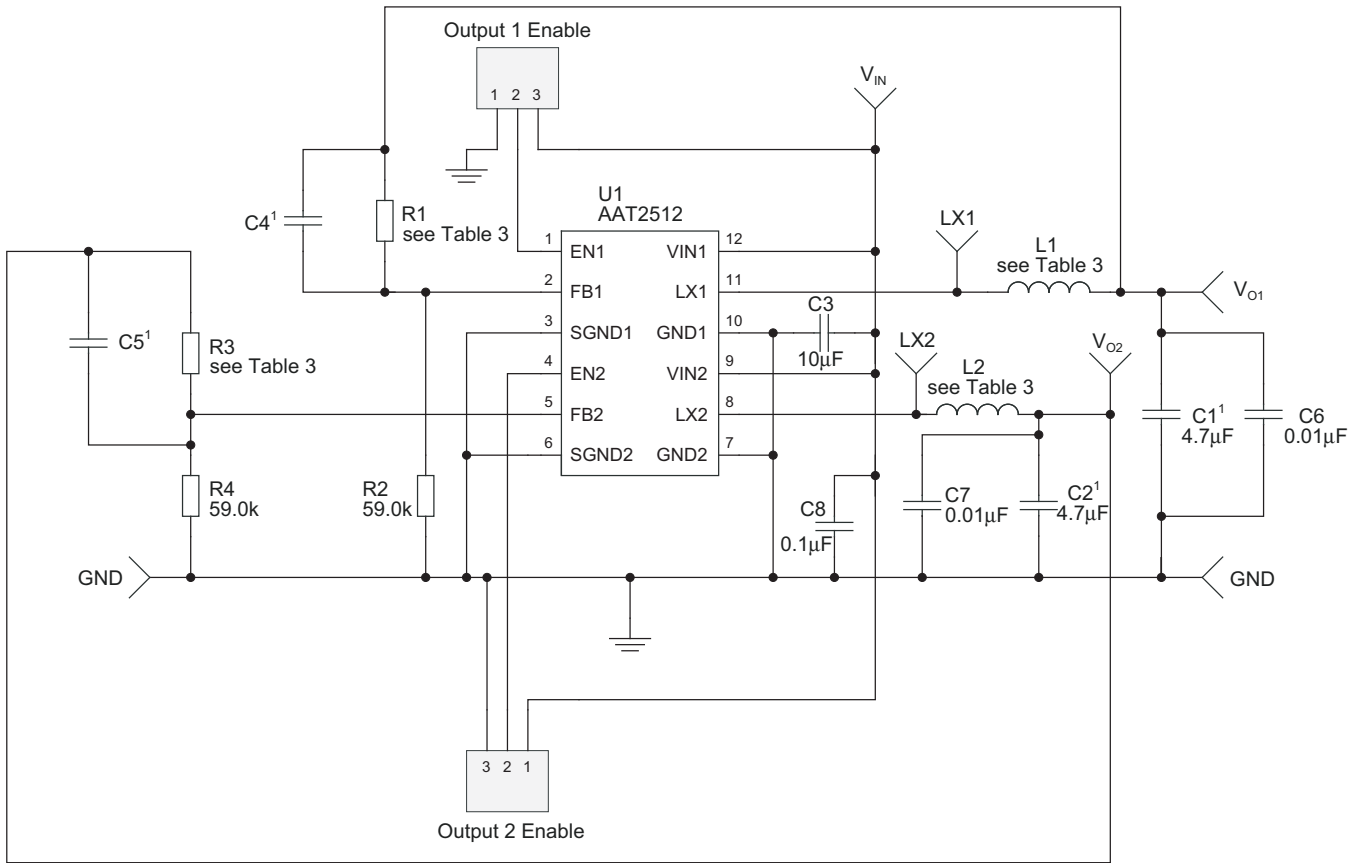 Output 1 Enable
1 2 3
V_IN
C4¹
R1
see Table 3
U1
AAT2512
1 EN1 VIN1 12
2 FB1 LX1 11
3 SGND1 GND1 10
4 EN2 VIN2 9
5 FB2 LX2 8
6 SGND2 GND2 7
LX1
L1
see Table 3
V_O1
C3
10μF
LX2
L2
see Table 3
V_O2
C5¹
R3
see Table 3
C1¹
4.7μF
C6
0.01μF
R4
59.0k
R2
59.0k
C8
0.1μF
C7
0.01μF
C2¹
4.7μF
GND
GND
3 2 1
Output 2 Enable